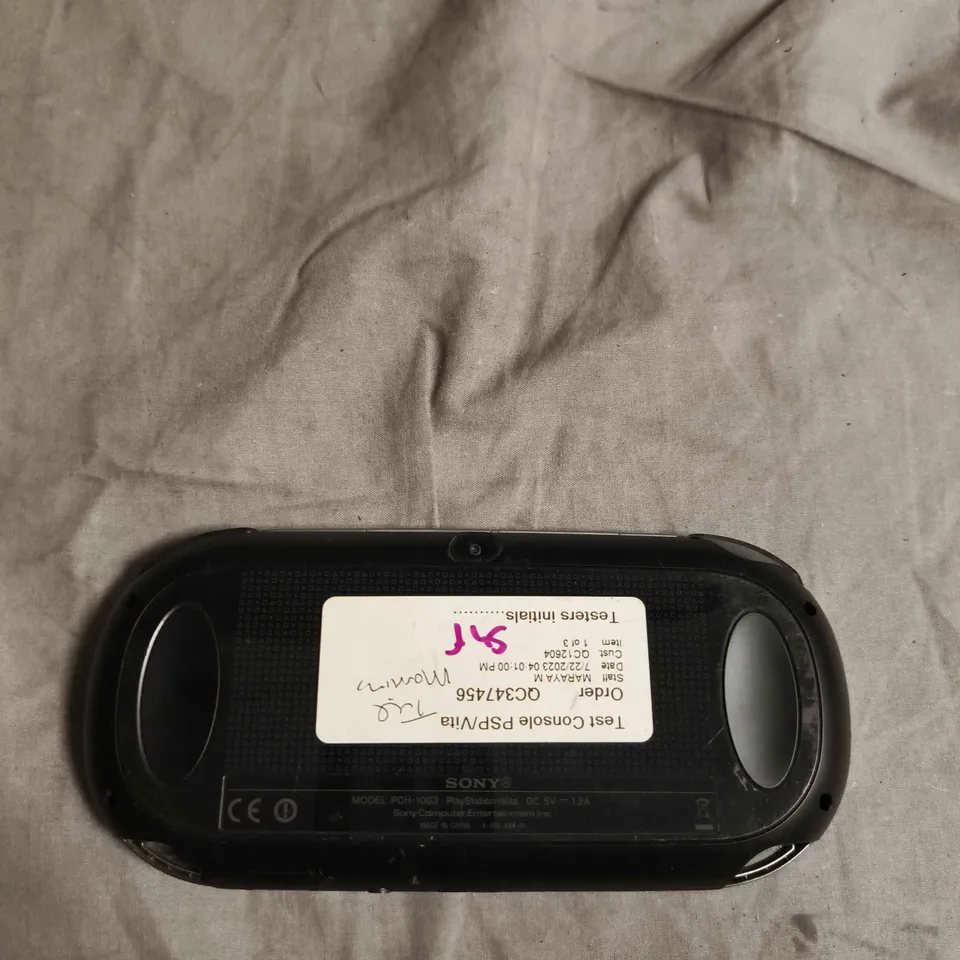 Test Console PSP/Vita
Order QC347456
Staff MARAYA M
Date 7/22/2023 04:01:00 PM
Cust. QC12604
Item 1 of 3
Testers initials..........
SONY®
CE
MODEL PCH-1003 PlayStation®Vita DC 5V 1.2A
Sony Computer Entertainment Inc.
MADE IN CHINA